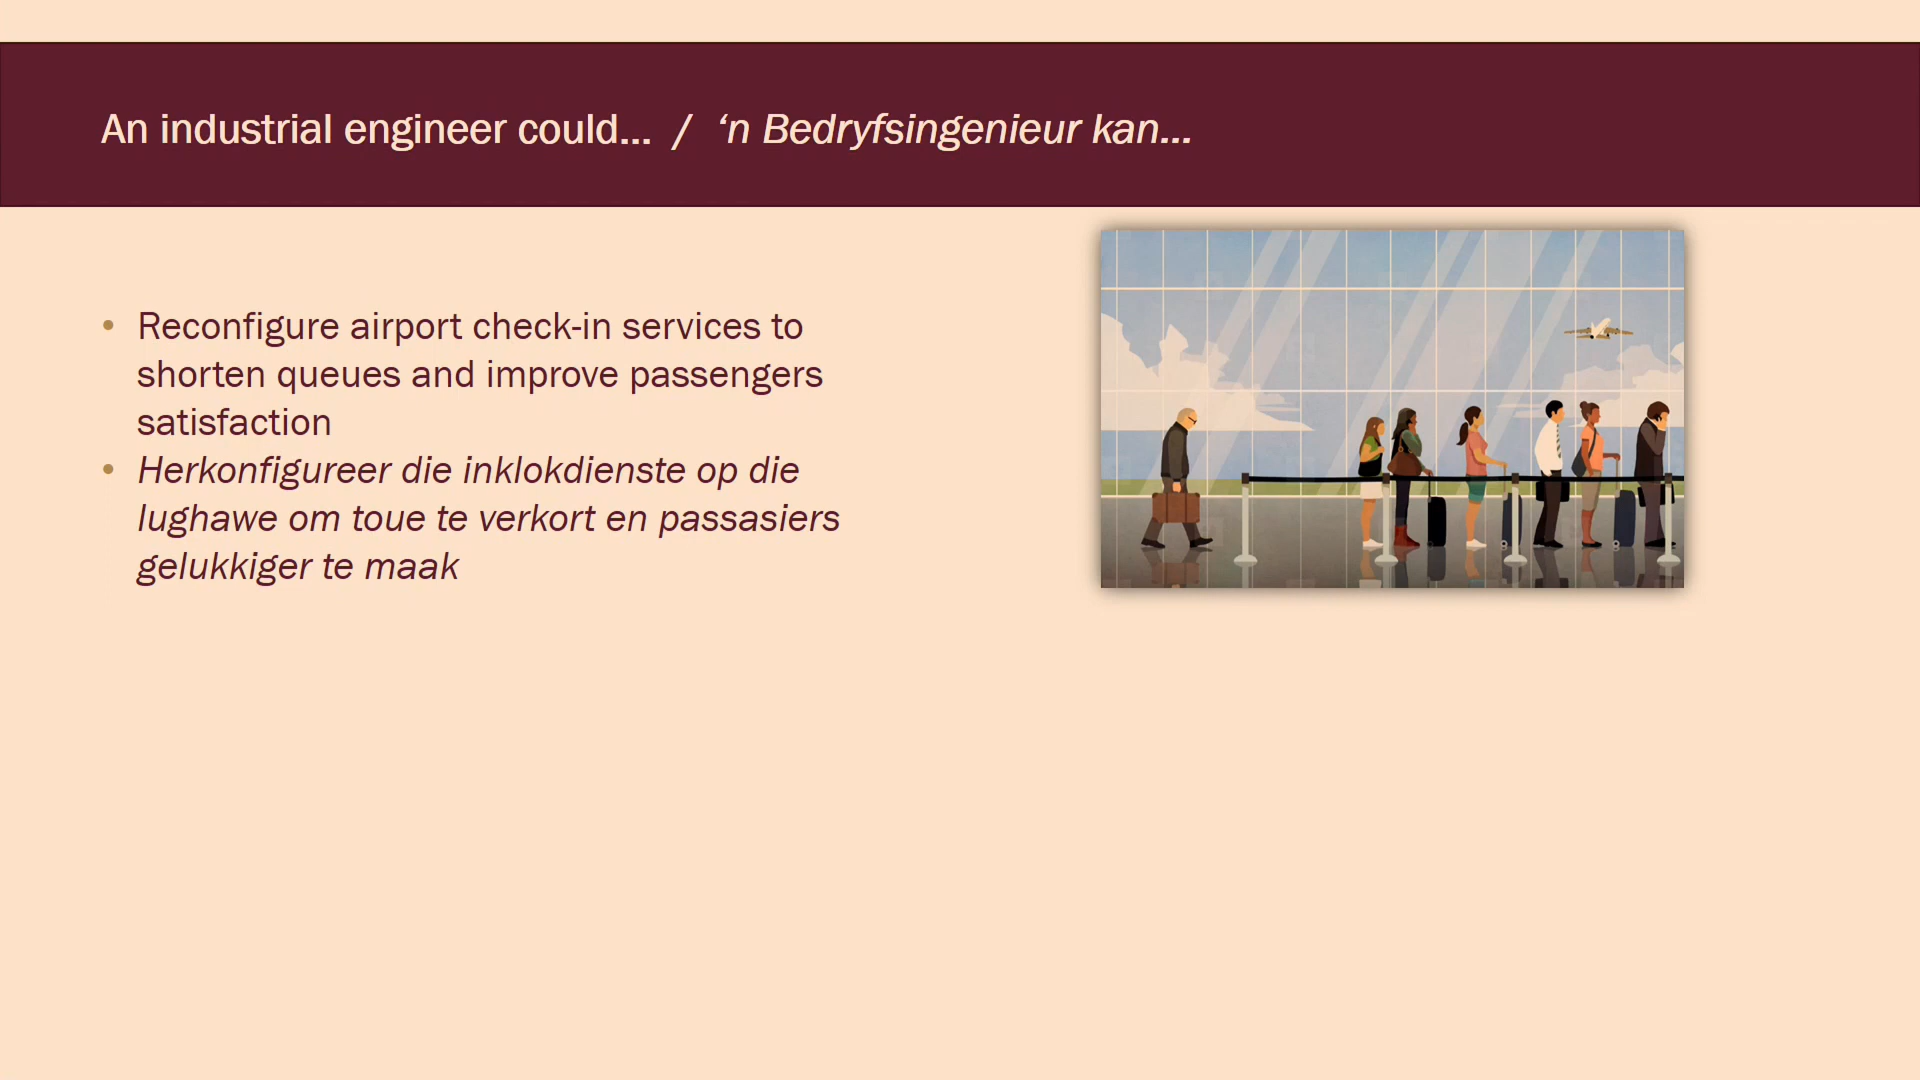 An industrial engineer could... / ‘n Bedryfsingenieur kan...
• Reconfigure airport check-in services to
shorten queues and improve passengers
satisfaction
• Herkonfigureer die inklokdienste op die
lughawe om toue te verkort en passasiers
gelukkiger te maak